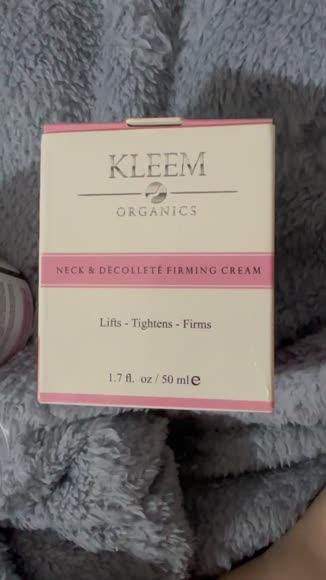 KLEEM
ORGANICS
NECK & DÉCOLLETÉ FIRMING CREAM
Lifts - Tightens - Firms
1.7 fl. oz / 50 ml ℮